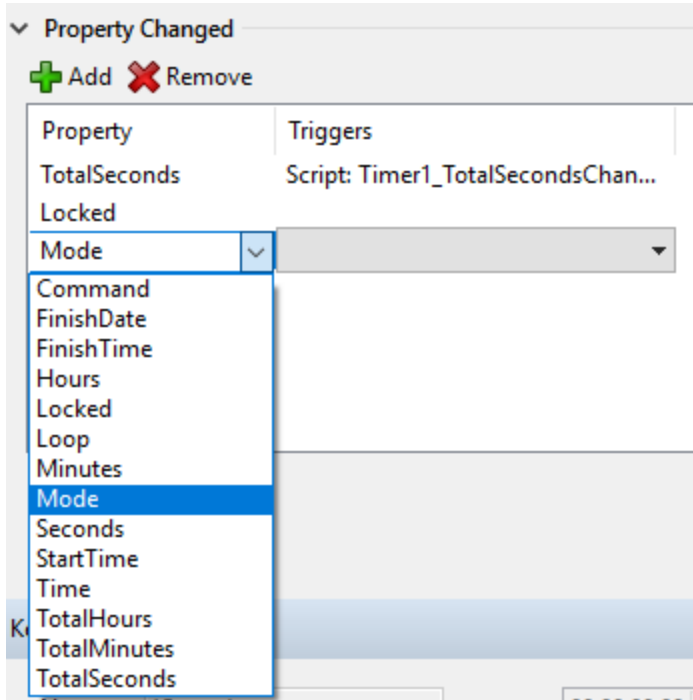 Property Changed
Add Remove
Property Triggers
TotalSeconds Script: Timer1_TotalSecondsChan...
Locked
Mode
Command
FinishDate
FinishTime
Hours
Locked
Loop
Minutes
Mode
Seconds
StartTime
Time
TotalHours
TotalMinutes
TotalSeconds